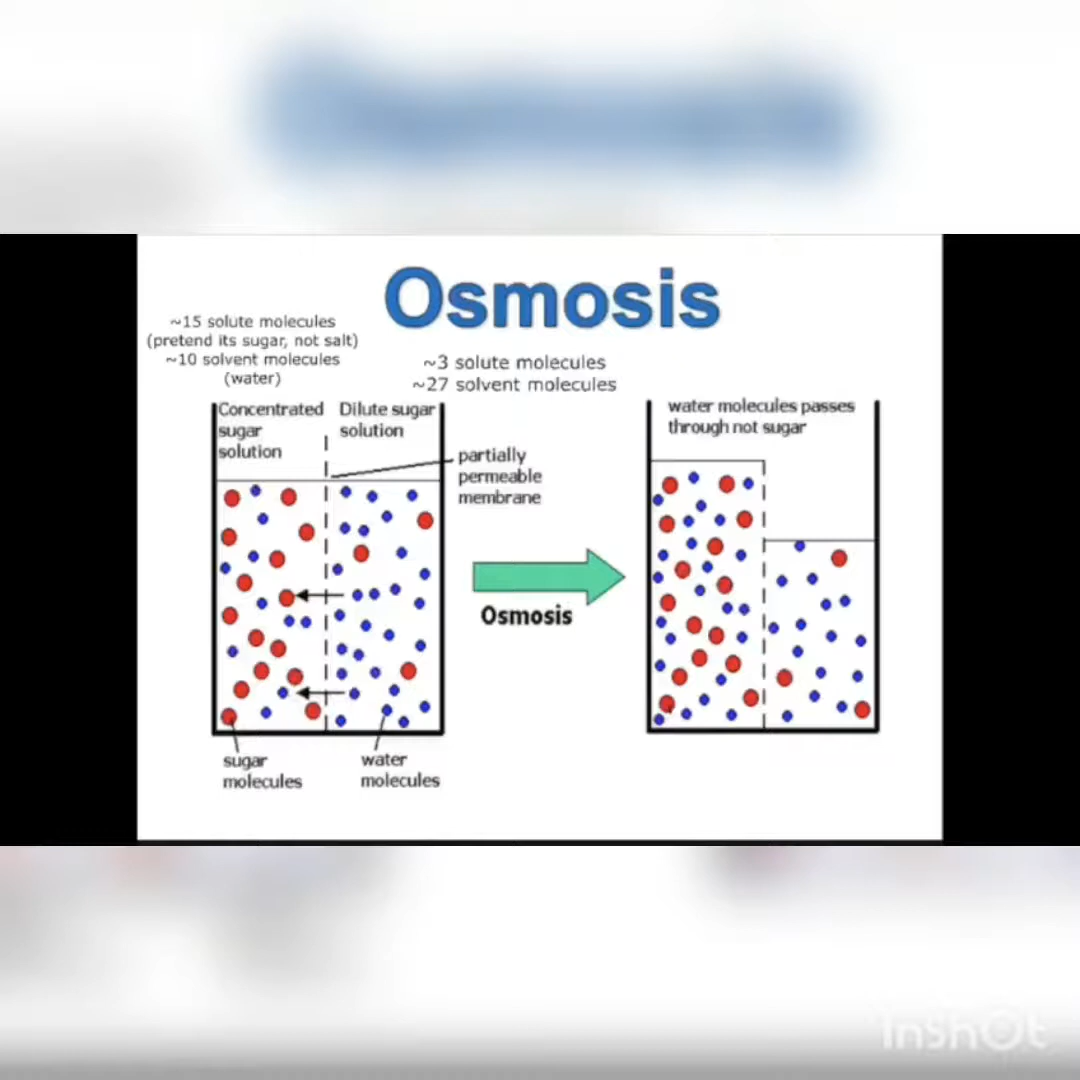 Osmosis
~15 solute molecules
(pretend its sugar, not salt)
~10 solvent molecules
(water)
~3 solute molecules
~27 solvent molecules
Concentrated
sugar
solution
Dilute sugar
solution
partially
permeable
membrane
Osmosis
water molecules passes
through not sugar
sugar
molecules
water
molecules
InShOt